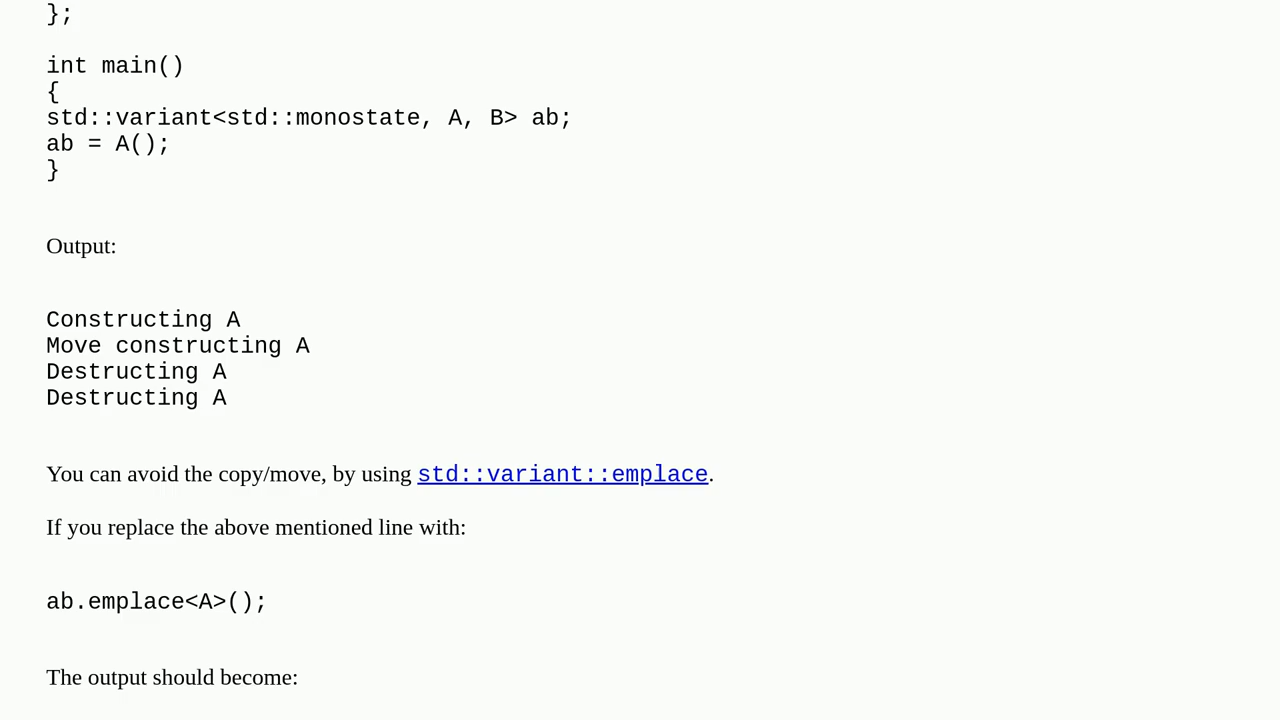 };
int main()
{
std::variant<std::monostate, A, B> ab;
ab = A();
}
Output:
Constructing A
Move constructing A
Destructing A
Destructing A
You can avoid the copy/move, by using std::variant::emplace.
If you replace the above mentioned line with:
ab.emplace<A>();
The output should become: